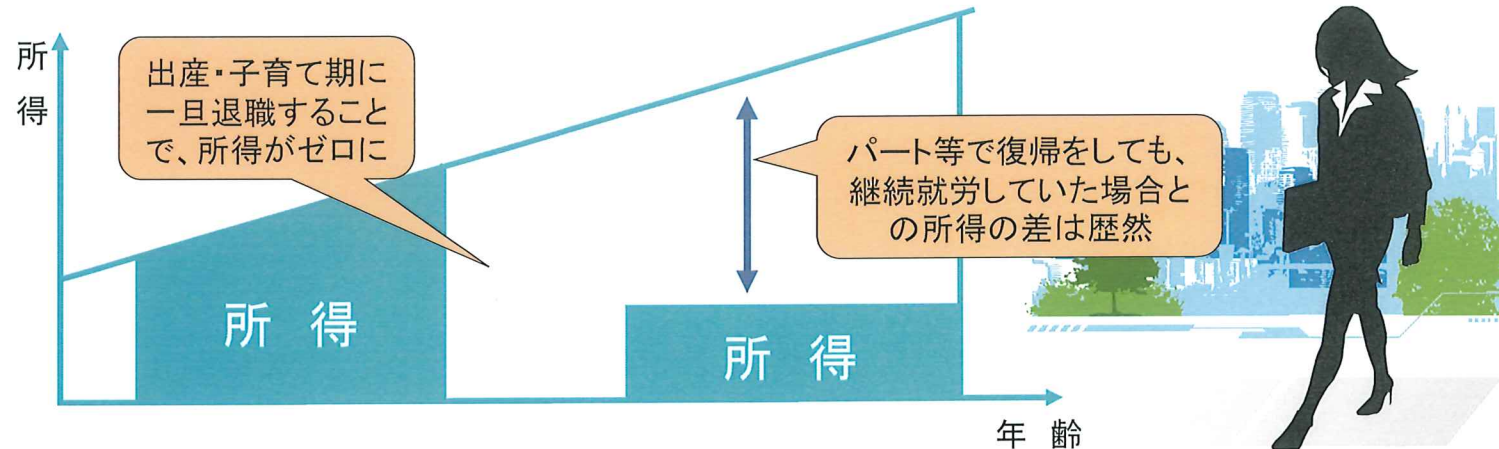 所得
出産・子育て期に
一旦退職すること
で、所得がゼロに
パート等で復帰をしても、
継続就労していた場合と
の所得の差は歴然
所 得
所 得
年 齢